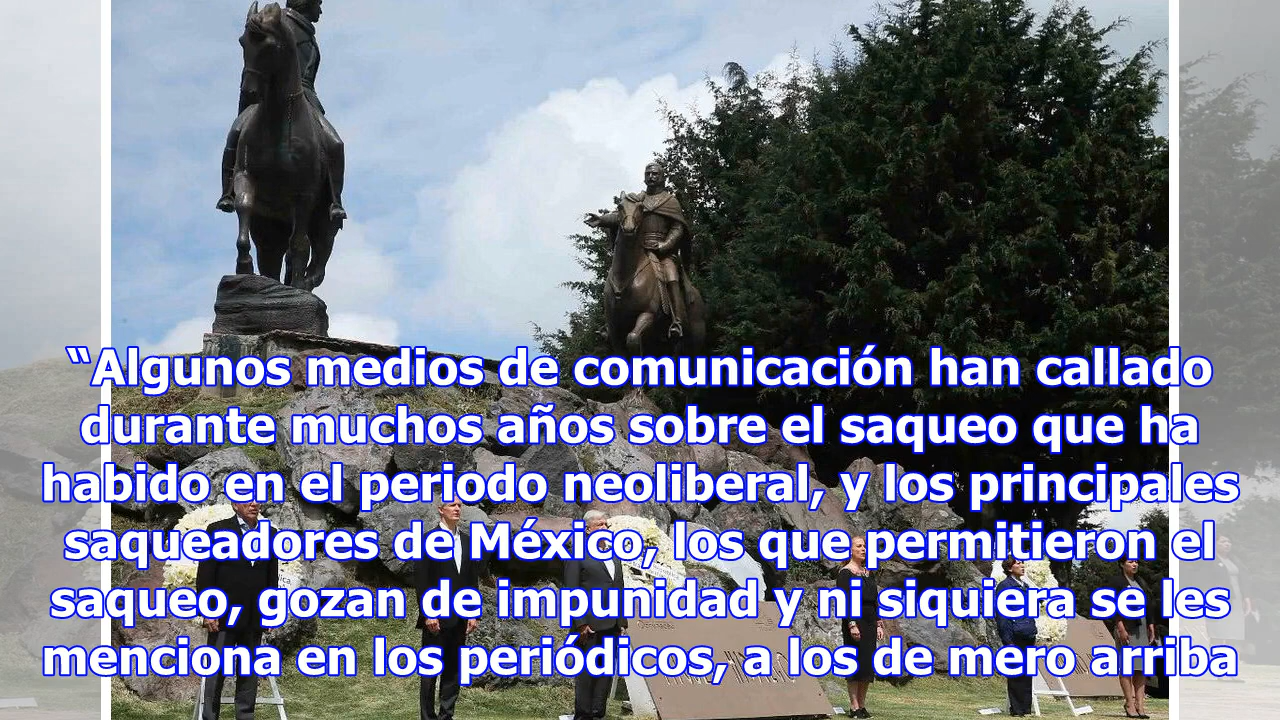 “Algunos medios de comunicación han callado
durante muchos años sobre el saqueo que ha
habido en el periodo neoliberal, y los principales
saqueadores de México, los que permitieron el
saqueo, gozan de impunidad y ni siquiera se les
menciona en los periódicos, a los de mero arriba